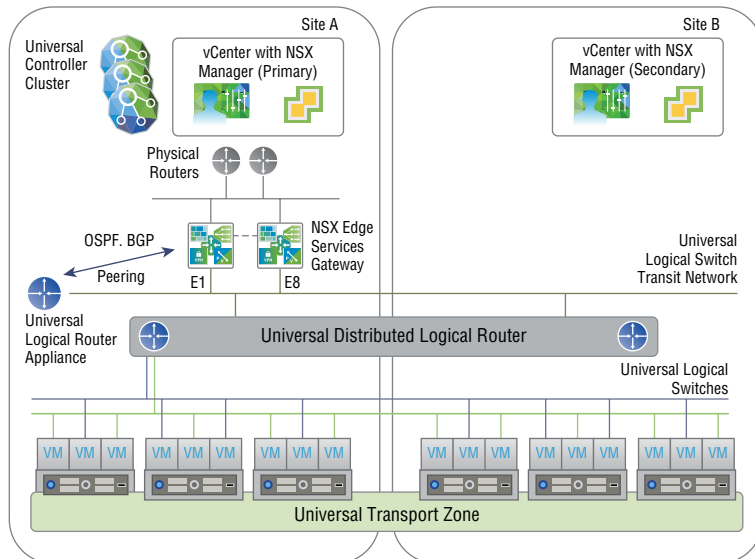 Site A
Site B
Universal
Controller
Cluster
vCenter with NSX
Manager (Primary)
vCenter with NSX
Manager (Secondary)
Physical
Routers
OSPF. BGP
Peering
NSX Edge
Services
Gateway
E1
E8
Universal
Logical Switch
Transit Network
Universal
Logical Router
Appliance
Universal Distributed Logical Router
Universal Logical
Switches
VM VM VM VM VM VM VM VM VM VM VM VM VM VM VM VM VM VM
Universal Transport Zone